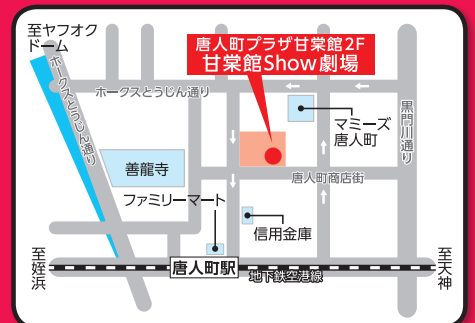 至ヤフオク
ドーム
唐人町プラザ甘棠館2F
甘棠館Show劇場
ホークスとうじん通り
ホークスとうじん通り
マミーズ
唐人町
黒門川通り
善龍寺
唐人町商店街
ファミリーマート
信用金庫
至姪浜
唐人町駅
地下鉄空港線
至天神